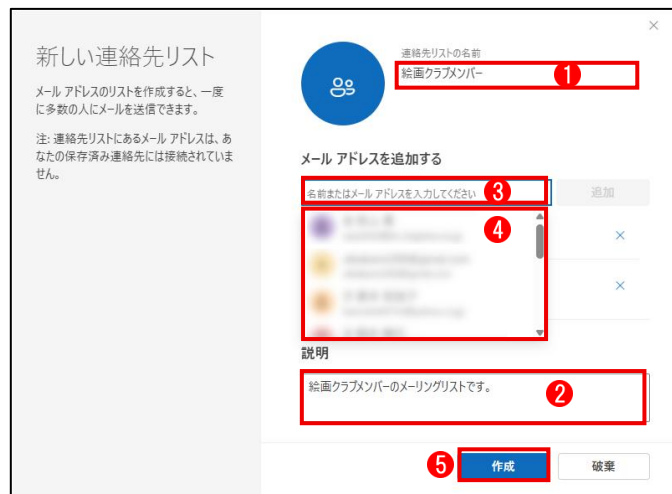 新しい連絡先リスト
メール アドレスのリストを作成すると、一度
に多数の人にメールを送信できます。
注: 連絡先リストにあるメール アドレスは、あ
なたの保存済み連絡先には接続されていま
せん。
連絡先リストの名前
絵画クラブメンバー
1
メール アドレスを追加する
名前またはメール アドレスを入力してください
3
追加
4
説明
絵画クラブメンバーのメーリングリストです。
2
5
作成
破棄